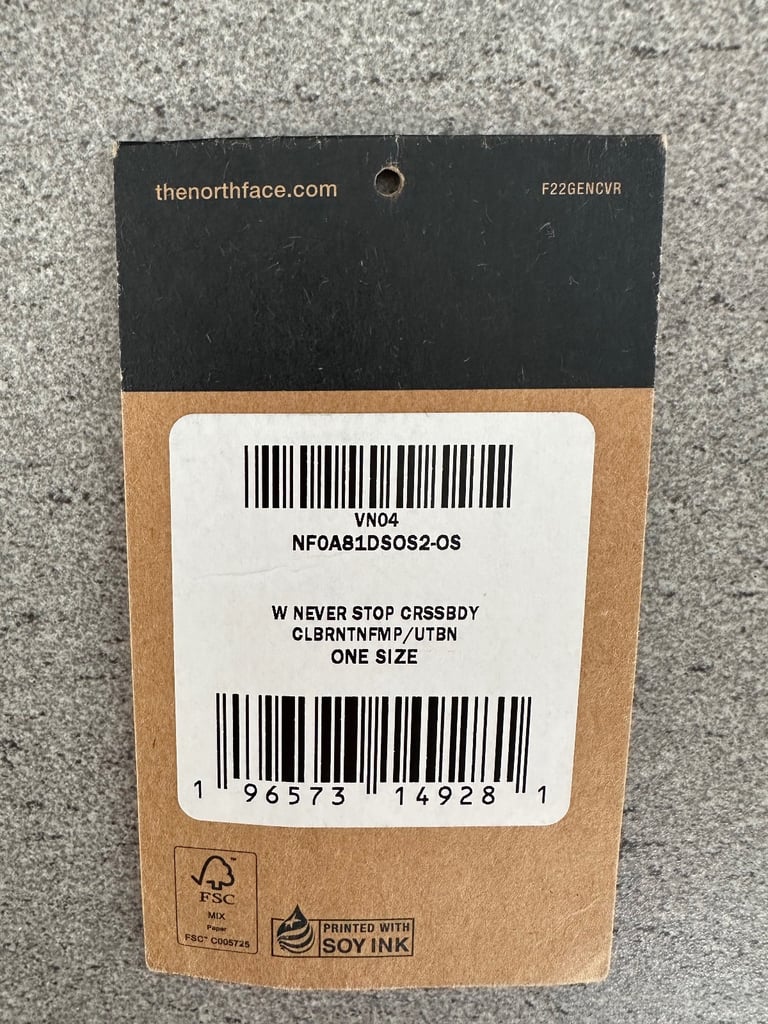 thenorthface.com
F22GENCVR
VN04
NF0A81DSOS2-OS
W NEVER STOP CRSSBDY
CLBRNTNFMP/UTBN
ONE SIZE
1 96573 14928 1
FSC
MIX
Paper
FSC™ C005725
PRINTED WITH
SOY INK